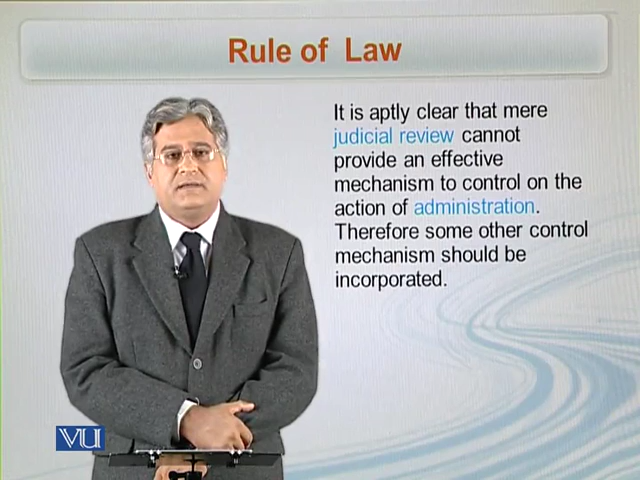 Rule of Law
It is aptly clear that mere
judicial review cannot
provide an effective
mechanism to control on the
action of administration.
Therefore some other control
mechanism should be
incorporated.
VU